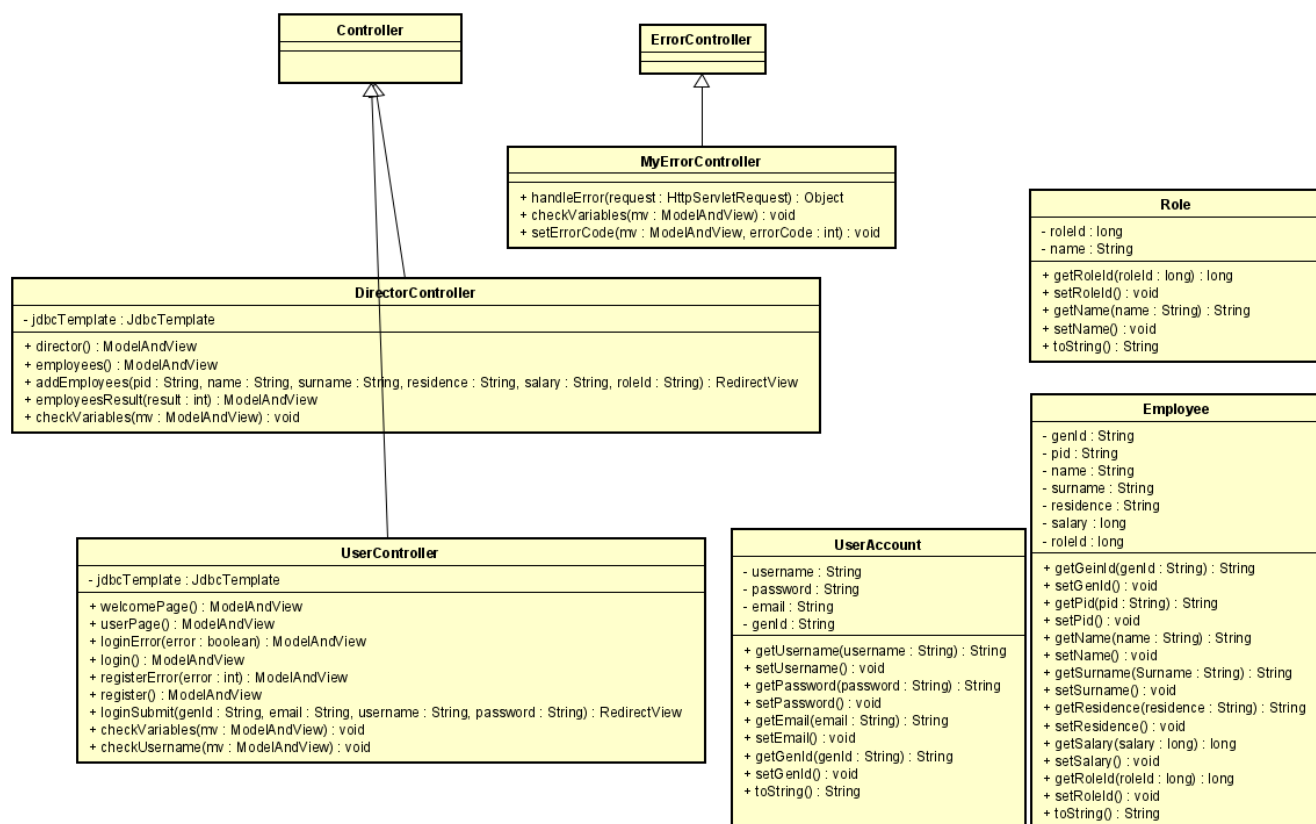 Controller
ErrorController
MyErrorController
+ handleError(request : HttpServletRequest) : Object
+ checkVariables(mv : ModelAndView) : void
+ setErrorCode(mv : ModelAndView, errorCode : int) : void
Role
- roleId : long
- name : String
+ getRoleId(roleId : long) : long
+ setRoleId() : void
+ getName(name : String) : String
+ setName() : void
+ toString() : String
DirectorController
- jdbcTemplate : JdbcTemplate
+ director() : ModelAndView
+ employees() : ModelAndView
+ addEmployees(pid : String, name : String, surname : String, residence : String, salary : String, roleId : String) : RedirectView
+ employeesResult(result : int) : ModelAndView
+ checkVariables(mv : ModelAndView) : void
Employee
- genId : String
- pid : String
- name : String
- surname : String
- residence : String
- salary : long
- roleId : long
+ getGeinId(genId : String) : String
+ setGenId() : void
+ getPid(pid : String) : String
+ setPid() : void
+ getName(name : String) : String
+ setName() : void
+ getSurname(Surname : String) : String
+ setSurname() : void
+ getResidence(residence : String) : String
+ setResidence() : void
+ getSalary(salary : long) : long
+ setSalary() : void
+ getRoleId(roleId : long) : long
+ setRoleId() : void
+ toString() : String
UserController
- jdbcTemplate : JdbcTemplate
+ welcomePage() : ModelAndView
+ userPage() : ModelAndView
+ loginError(error : boolean) : ModelAndView
+ login() : ModelAndView
+ registerError(error : int) : ModelAndView
+ register() : ModelAndView
+ loginSubmit(genId : String, email : String, username : String, password : String) : RedirectView
+ checkVariables(mv : ModelAndView) : void
+ checkUsername(mv : ModelAndView) : void
UserAccount
- username : String
- password : String
- email : String
- genId : String
+ getUsername(username : String) : String
+ setUsername() : void
+ getPassword(password : String) : String
+ setPassword() : void
+ getEmail(email : String) : String
+ setEmail() : void
+ getGenId(genId : String) : String
+ setGenId() : void
+ toString() : String